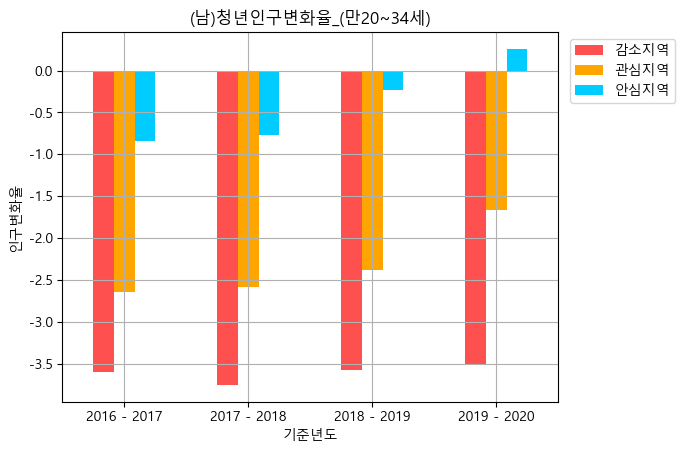 (남)청년인구변화율_(만20~34세)
감소지역
관심지역
안심지역
0.0
-0.5
-1.0
-1.5
-2.0
-2.5
-3.0
-3.5
인구변화율
2016 - 2017
2017 - 2018
2018 - 2019
2019 - 2020
기준년도